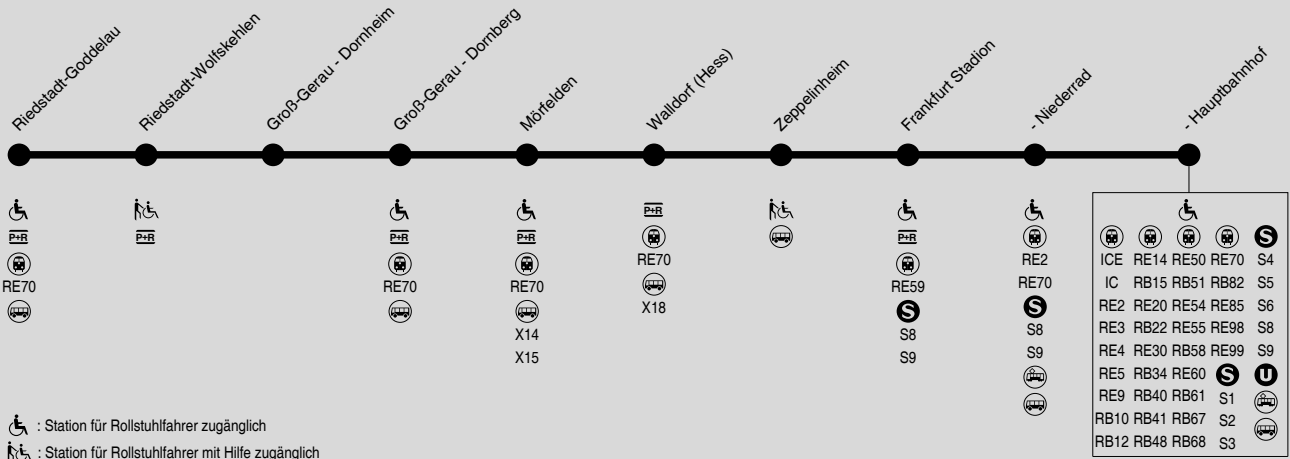 Riedstadt-Goddelau
Riedstadt-Wolfskehlen
Groß-Gerau - Dornheim
Groß-Gerau - Dornberg
Mörfelden
Walldorf (Hess)
Zeppelinheim
Frankfurt Stadion
- Niederrad
- Hauptbahnhof
P+R
RE70
P+R
P+R
RE70
P+R
RE70
X14
X15
P+R
RE70
X18
P+R
RE59
S
S8
S9
RE2
RE70
S
S8
S9
S
ICE RE14 RE50 RE70 S4
IC RB15 RB51 RB82 S5
RE2 RE20 RE54 RE85 S6
RE3 RB22 RE55 RE98 S8
RE4 RE30 RB58 RE99 S9
RE5 RB34 RE60 S U
RE9 RB40 RB61 S1
RB10 RB41 RB67 S2
RB12 RB48 RB68 S3
: Station für Rollstuhlfahrer zugänglich
: Station für Rollstuhlfahrer mit Hilfe zugänglich